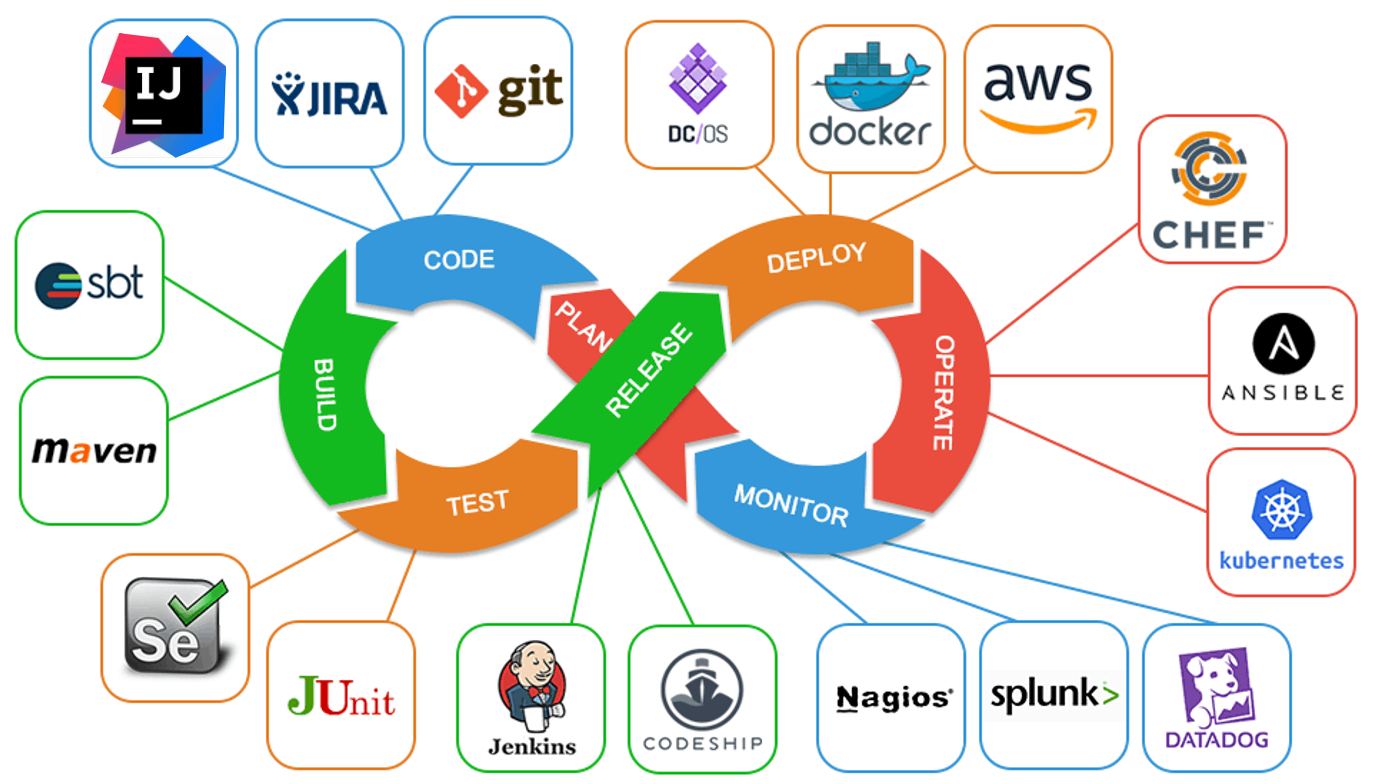 IJ
JIRA
git
DC/OS
docker
aws
CHEF™
sbt
CODE
DEPLOY
PLAN
RELEASE
BUILD
OPERATE
ANSIBLE
maven
TEST
MONITOR
kubernetes
Se
JUnit
Jenkins
CODESHIP
Nagios®
splunk>
DATADOG